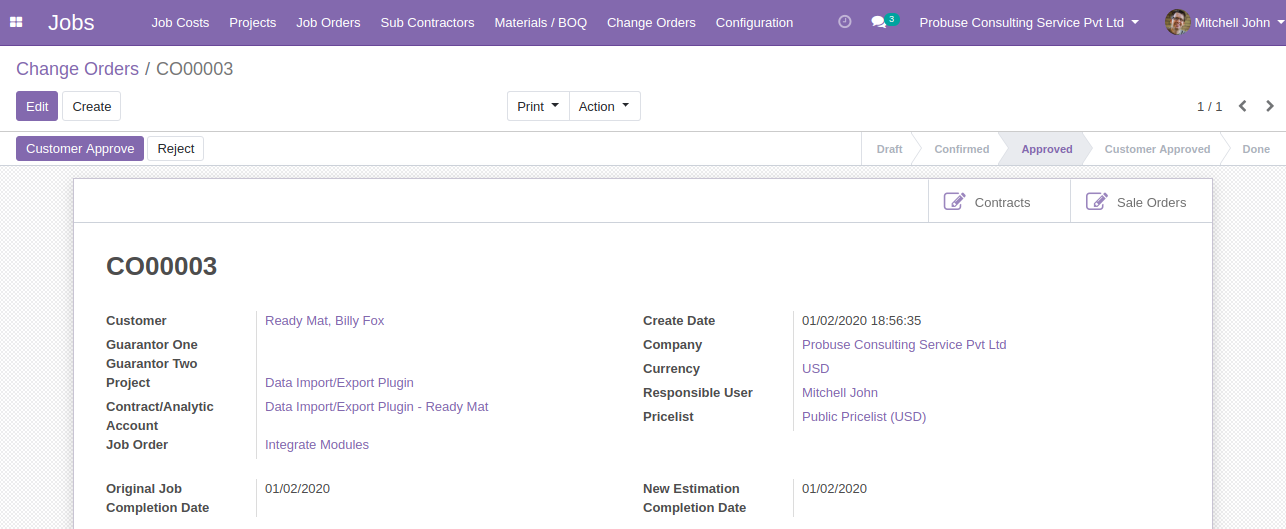 Jobs Job Costs Projects Job Orders Sub Contractors Materials / BOQ Change Orders Configuration 3 Probuse Consulting Service Pvt Ltd Mitchell John
Change Orders / CO00003
Edit Create Print Action 1 / 1
Customer Approve Reject Draft Confirmed Approved Customer Approved Done
Contracts Sale Orders
CO00003
Customer Ready Mat, Billy Fox Create Date 01/02/2020 18:56:35
Guarantor One Company Probuse Consulting Service Pvt Ltd
Guarantor Two Currency USD
Project Data Import/Export Plugin Responsible User Mitchell John
Contract/Analytic Data Import/Export Plugin - Ready Mat Pricelist Public Pricelist (USD)
Account
Job Order Integrate Modules
Original Job 01/02/2020 New Estimation 01/02/2020
Completion Date Completion Date